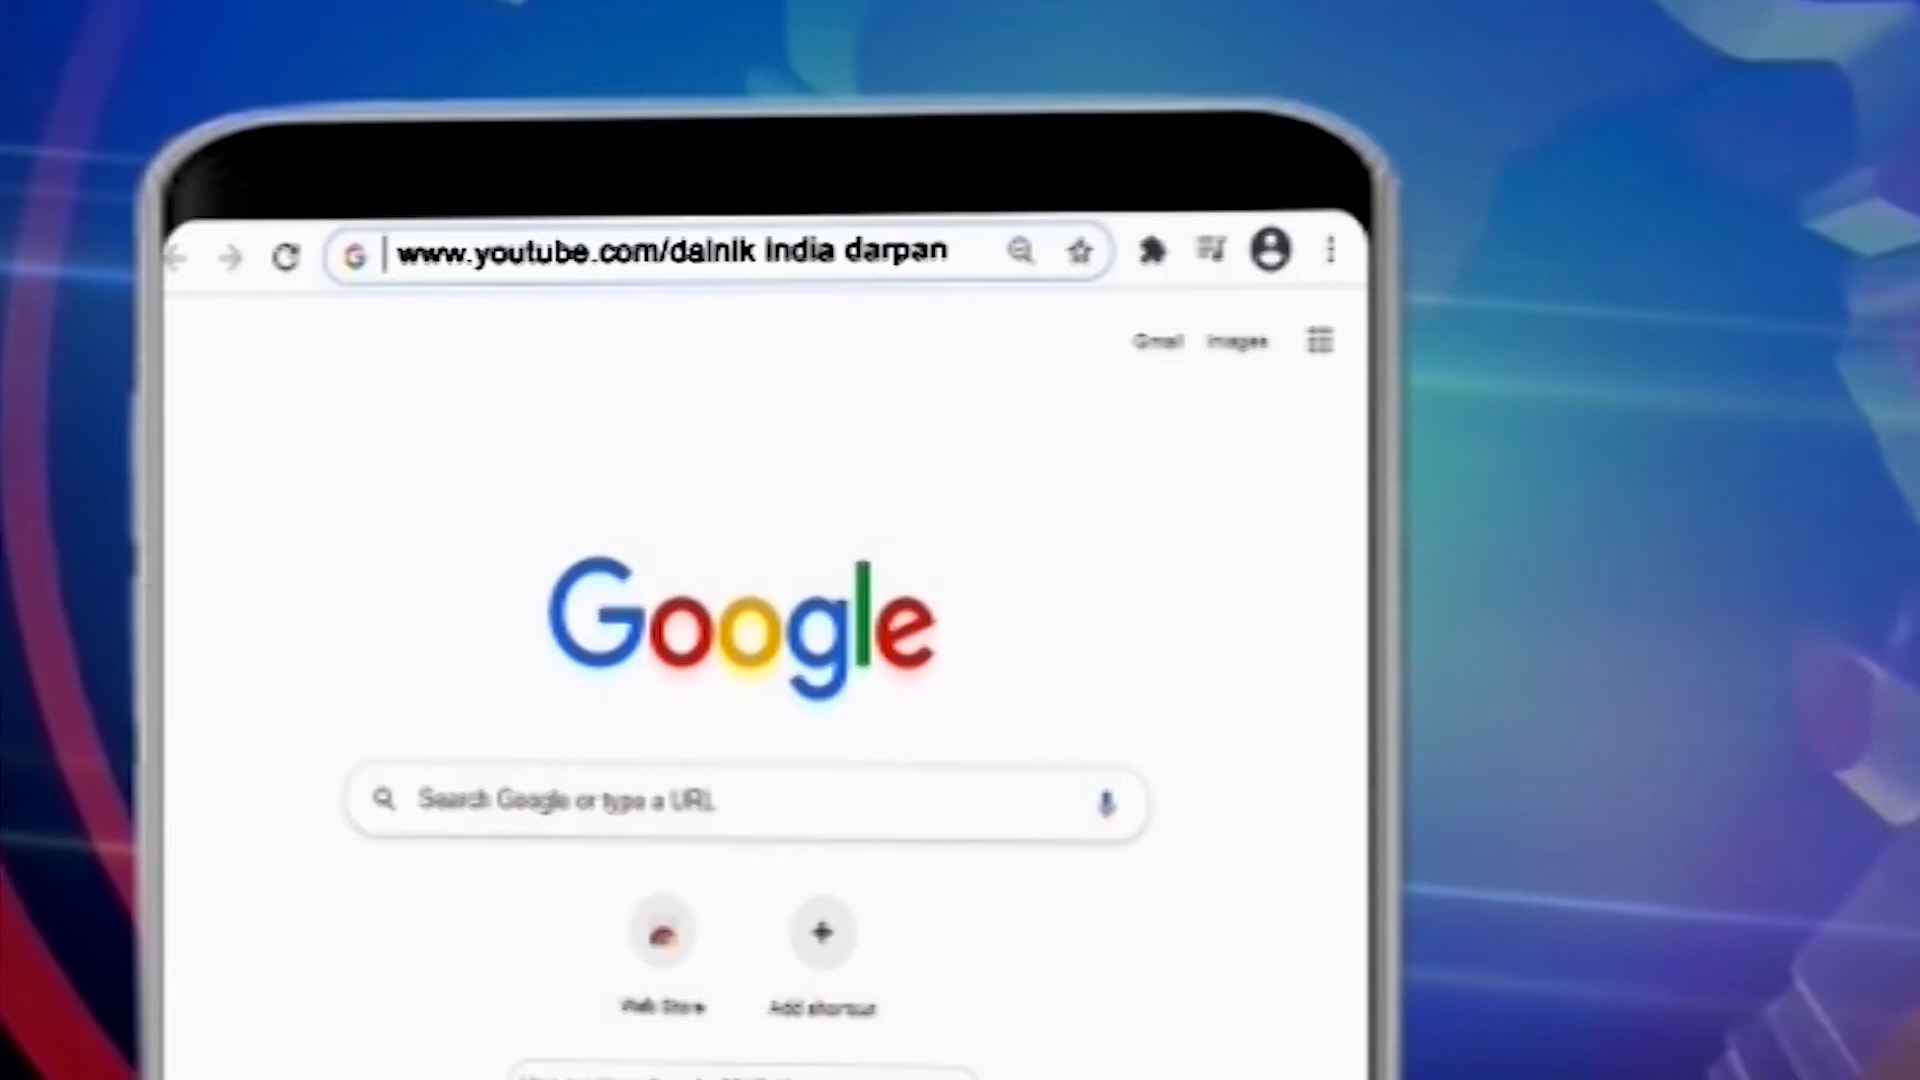 www.youtube.com/dainik india darpan
Gmail Images
Google
Search Google or type a URL
Web Store Add shortcut